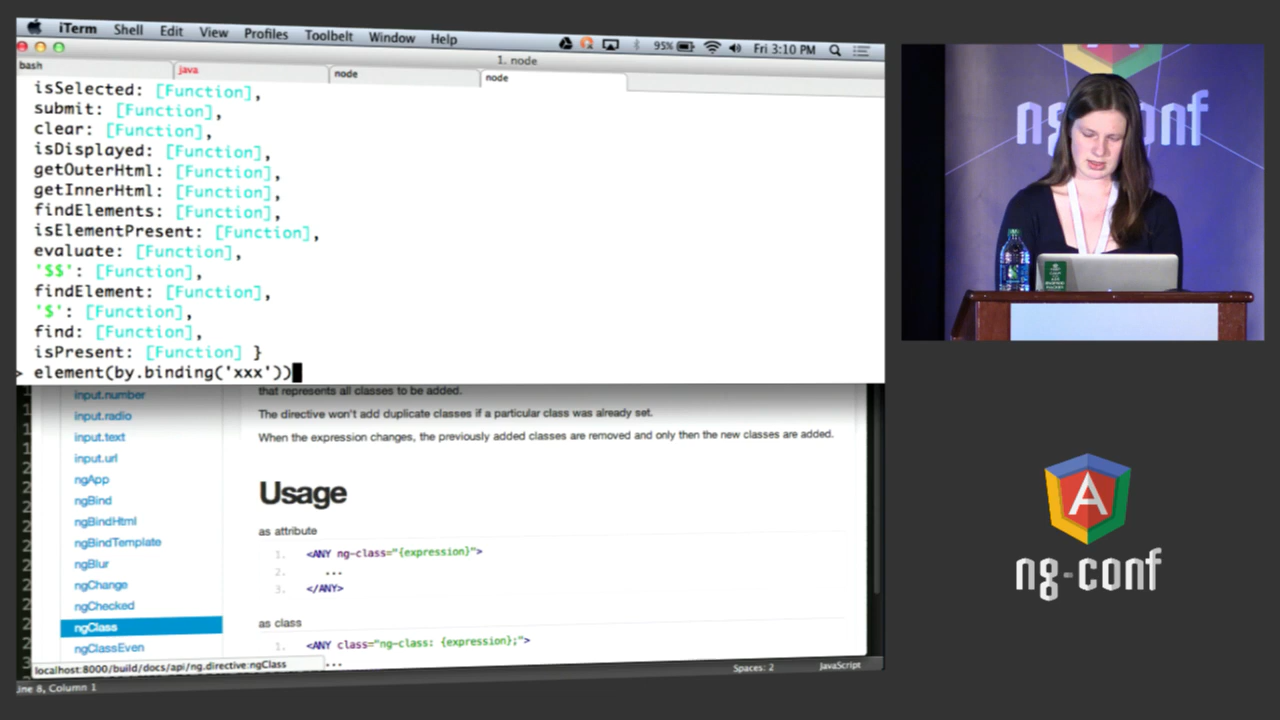 iTerm Shell Edit View Profiles Toolbelt Window Help 95% Fri 3:10 PM
1. node
bash java node node
isSelected: [Function],
submit: [Function],
clear: [Function],
isDisplayed: [Function],
getOuterHtml: [Function],
getInnerHtml: [Function],
findElements: [Function],
isElementPresent: [Function],
evaluate: [Function],
'$$': [Function],
findElement: [Function],
'$': [Function],
find: [Function],
isPresent: [Function] }
> element(by.binding('xxx'))
input.number
input.radio
input.text
input.url
ngApp
ngBind
ngBindHtml
ngBindTemplate
ngBlur
ngChange
ngChecked
ngClass
ngClassEven
that represents all classes to be added.
The directive won't add duplicate classes if a particular class was already set.
When the expression changes, the previously added classes are removed and only then the new classes are added.
Usage
as attribute
1. <ANY ng-class="{expression}">
2. ...
3. </ANY>
as class
1. <ANY class="ng-class: {expression};">
...
localhost:8000/build/docs/api/ng.directive:ngClass
Line 8, Column 1 Spaces: 2 JavaScript
ng-conf
A
ng-conf